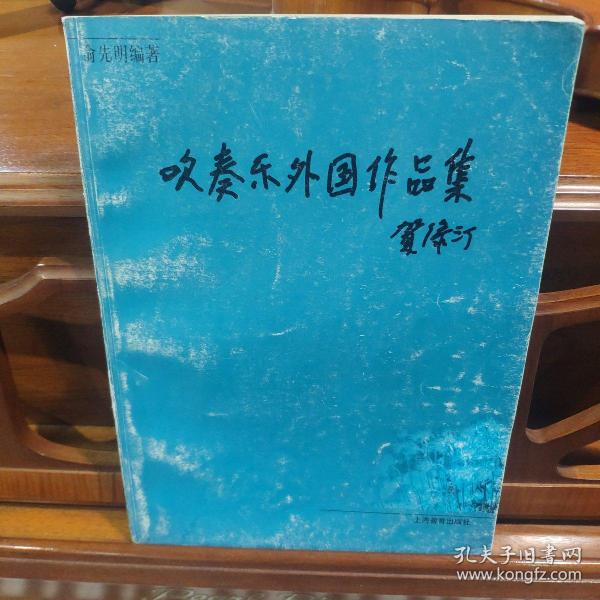 俞先明编著
吹奏乐外国作品集
贺绿汀
上海教育出版社
孔夫子旧书网
www.kongfz.com